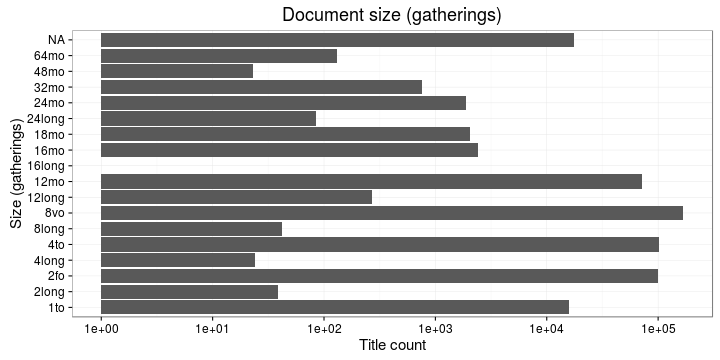 Document size (gatherings)
NA
64mo
48mo
32mo
24mo
24long
18mo
16mo
16long
12mo
12long
8vo
8long
4to
4long
2fo
2long
1to
Size (gatherings)
1e+00 1e+01 1e+02 1e+03 1e+04 1e+05
Title count